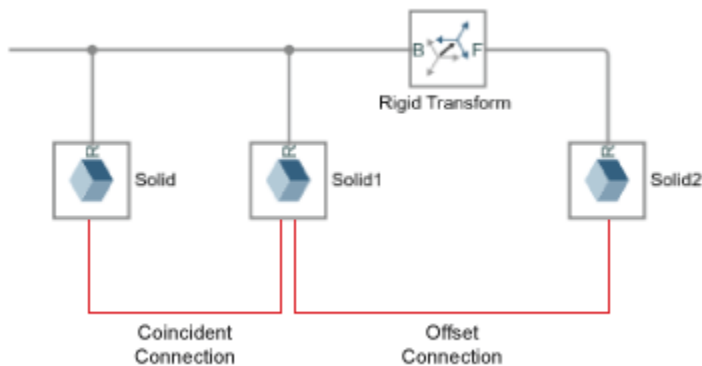 B
F
Rigid Transform
R
Solid
R
Solid1
R
Solid2
Coincident
Connection
Offset
Connection